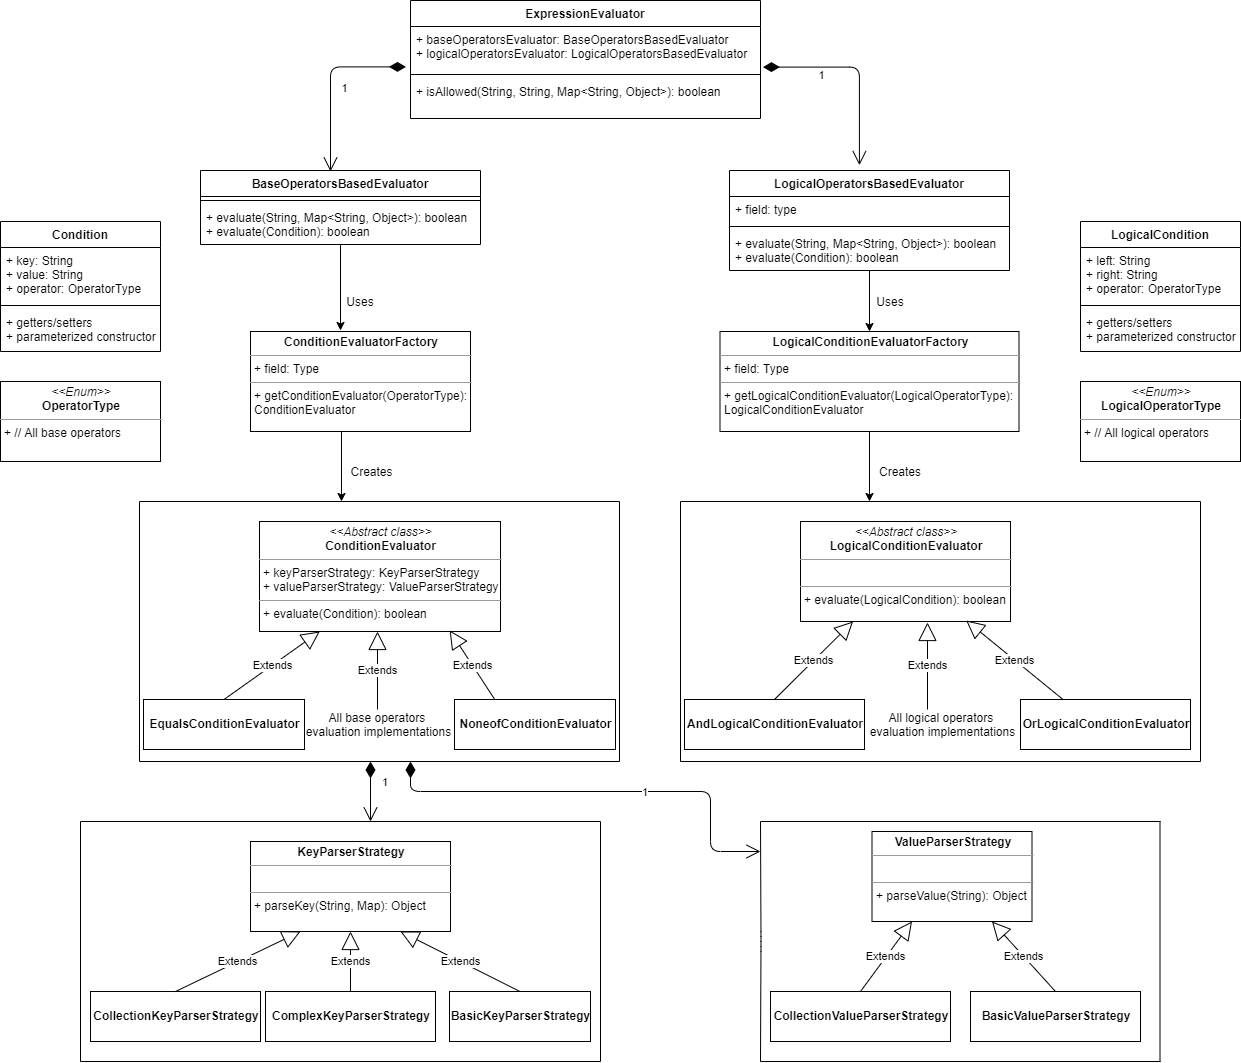 ExpressionEvaluator
+ baseOperatorsEvaluator: BaseOperatorsBasedEvaluator
+ logicalOperatorsEvaluator: LogicalOperatorsBasedEvaluator
+ isAllowed(String, String, Map<String, Object>): boolean
1
1
BaseOperatorsBasedEvaluator
+ evaluate(String, Map<String, Object>): boolean
+ evaluate(Condition): boolean
LogicalOperatorsBasedEvaluator
+ field: type
+ evaluate(String, Map<String, Object>): boolean
+ evaluate(Condition): boolean
Condition
+ key: String
+ value: String
+ operator: OperatorType
+ getters/setters
+ parameterized constructor
LogicalCondition
+ left: String
+ right: String
+ operator: OperatorType
+ getters/setters
+ parameterized constructor
Uses
Uses
ConditionEvaluatorFactory
+ field: Type
+ getConditionEvaluator(OperatorType):
ConditionEvaluator
LogicalConditionEvaluatorFactory
+ field: Type
+ getLogicalConditionEvaluator(LogicalOperatorType):
LogicalConditionEvaluator
<<Enum>>
OperatorType
+ // All base operators
<<Enum>>
LogicalOperatorType
+ // All logical operators
Creates
Creates
<<Abstract class>>
ConditionEvaluator
+ keyParserStrategy: KeyParserStrategy
+ valueParserStrategy: ValueParserStrategy
+ evaluate(Condition): boolean
Extends
Extends
Extends
EqualsConditionEvaluator
All base operators
evaluation implementations
NoneofConditionEvaluator
<<Abstract class>>
LogicalConditionEvaluator
+ evaluate(LogicalCondition): boolean
Extends
Extends
Extends
AndLogicalConditionEvaluator
All logical operators
evaluation implementations
OrLogicalConditionEvaluator
1
1
KeyParserStrategy
+ parseKey(String, Map): Object
Extends
Extends
Extends
CollectionKeyParserStrategy
ComplexKeyParserStrategy
BasicKeyParserStrategy
ValueParserStrategy
+ parseValue(String): Object
Extends
Extends
CollectionValueParserStrategy
BasicValueParserStrategy